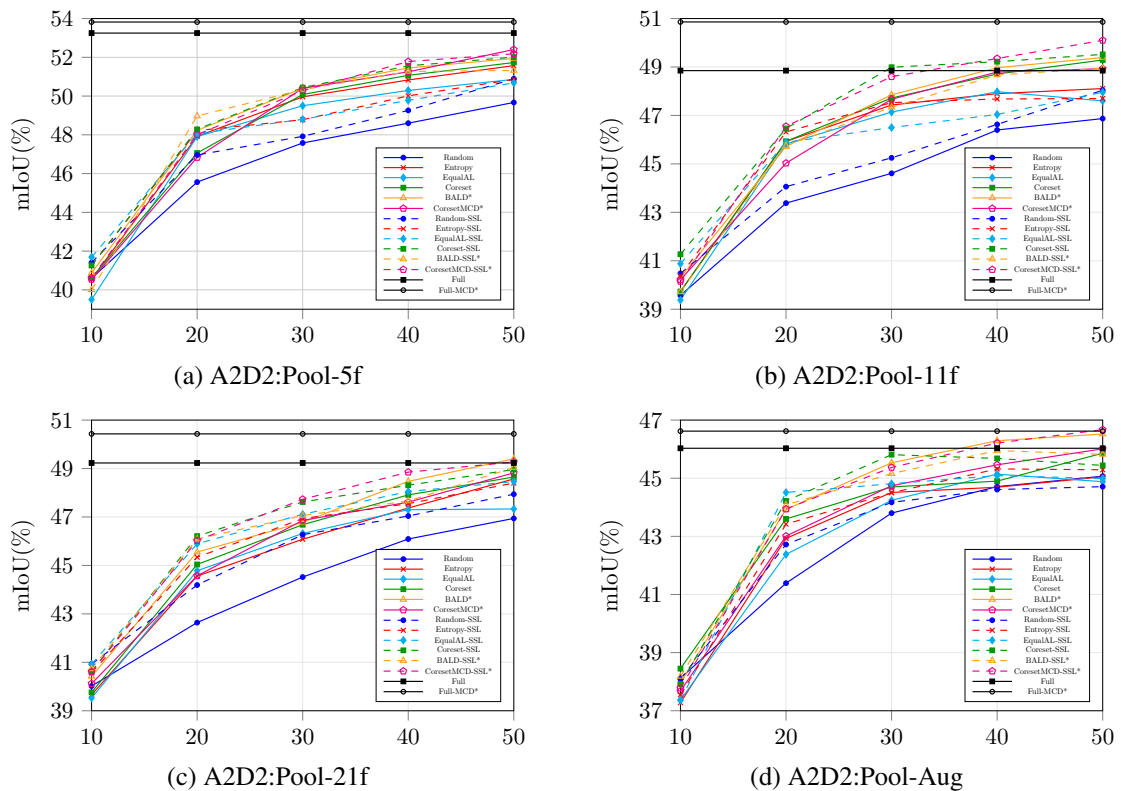 54
52
50
48
46
44
42
40
mIoU(%)
10 20 30 40 50
Random
Entropy
EqualAL
Coreset
BALD*
CoresetMCD*
Random-SSL
Entropy-SSL
EqualAL-SSL
Coreset-SSL
BALD-SSL*
CoresetMCD-SSL*
Full
Full-MCD*
(a) A2D2:Pool-5f
51
49
47
45
43
41
39
mIoU(%)
10 20 30 40 50
Random
Entropy
EqualAL
Coreset
BALD*
CoresetMCD*
Random-SSL
Entropy-SSL
EqualAL-SSL
Coreset-SSL
BALD-SSL*
CoresetMCD-SSL*
Full
Full-MCD*
(b) A2D2:Pool-11f
51
49
47
45
43
41
39
mIoU(%)
10 20 30 40 50
Random
Entropy
EqualAL
Coreset
BALD*
CoresetMCD*
Random-SSL
Entropy-SSL
EqualAL-SSL
Coreset-SSL
BALD-SSL*
CoresetMCD-SSL*
Full
Full-MCD*
(c) A2D2:Pool-21f
47
45
43
41
39
37
mIoU(%)
10 20 30 40 50
Random
Entropy
EqualAL
Coreset
BALD*
CoresetMCD*
Random-SSL
Entropy-SSL
EqualAL-SSL
Coreset-SSL
BALD-SSL*
CoresetMCD-SSL*
Full
Full-MCD*
(d) A2D2:Pool-Aug